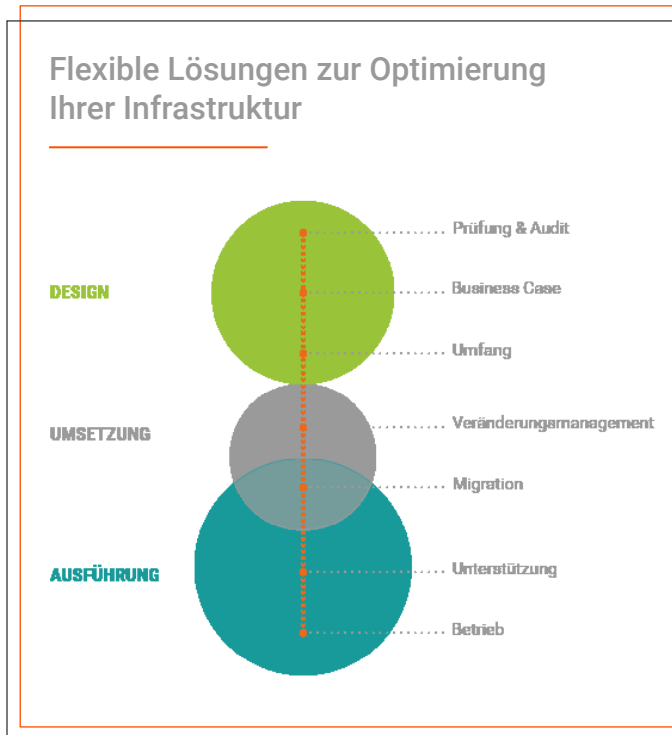 Flexible Lösungen zur Optimierung
Ihrer Infrastruktur
Prüfung & Audit
DESIGN
Business Case
Umfang
Veränderungsmanagement
UMSETZUNG
Migration
Unterstützung
AUSFÜHRUNG
Betrieb